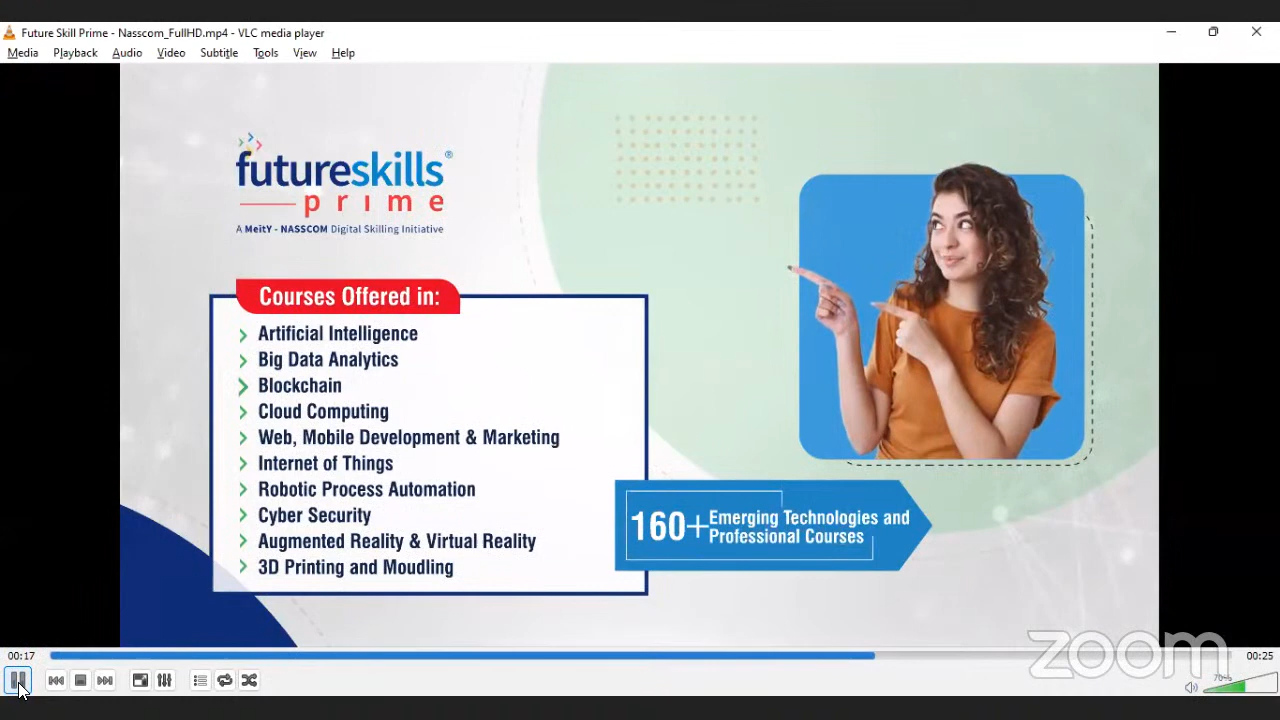 Future Skill Prime - Nasscom_FullHD.mp4 - VLC media player
Media Playback Audio Video Subtitle Tools View Help
futureskills®
prime
A MeitY - NASSCOM Digital Skilling Initiative
Courses Offered in:
Artificial Intelligence
Big Data Analytics
Blockchain
Cloud Computing
Web, Mobile Development & Marketing
Internet of Things
Robotic Process Automation
Cyber Security
Augmented Reality & Virtual Reality
3D Printing and Moudling
160+ Emerging Technologies and
Professional Courses
zoom
00:17
00:25
70%